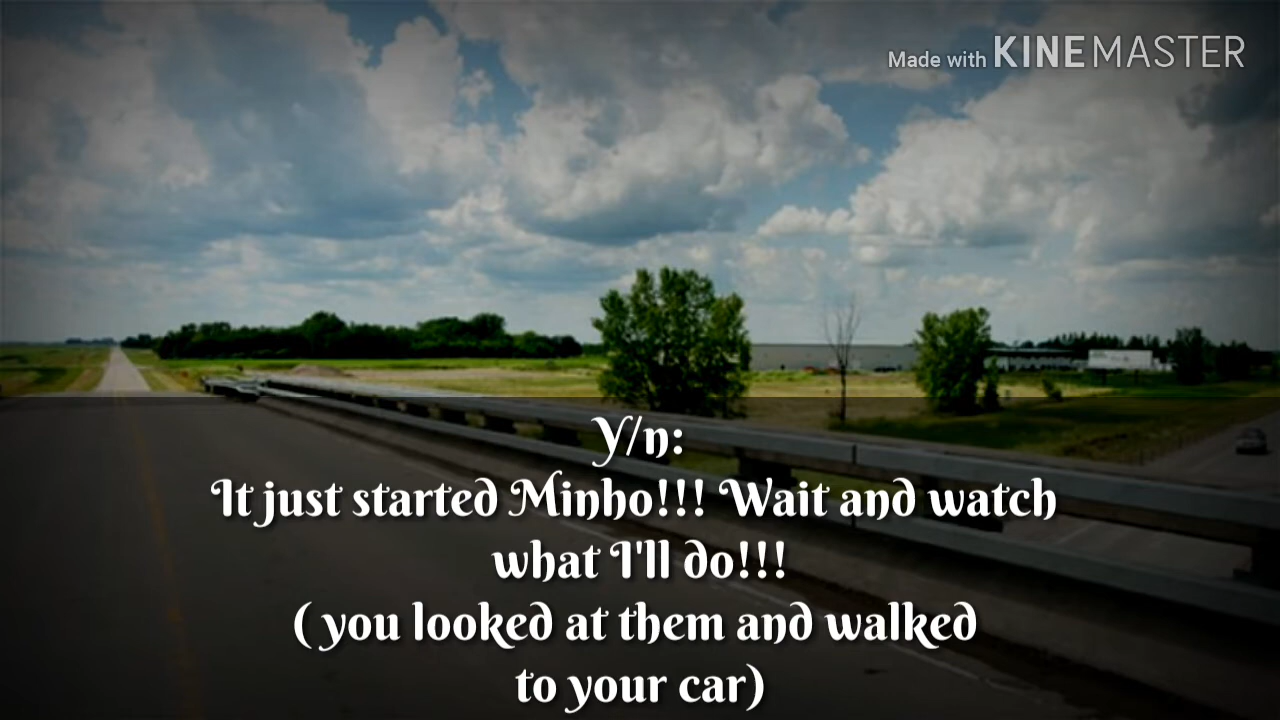 Made with KINEMASTER
Y/n:
It just started Minho!!! Wait and watch
what I'll do!!!
( you looked at them and walked
to your car)